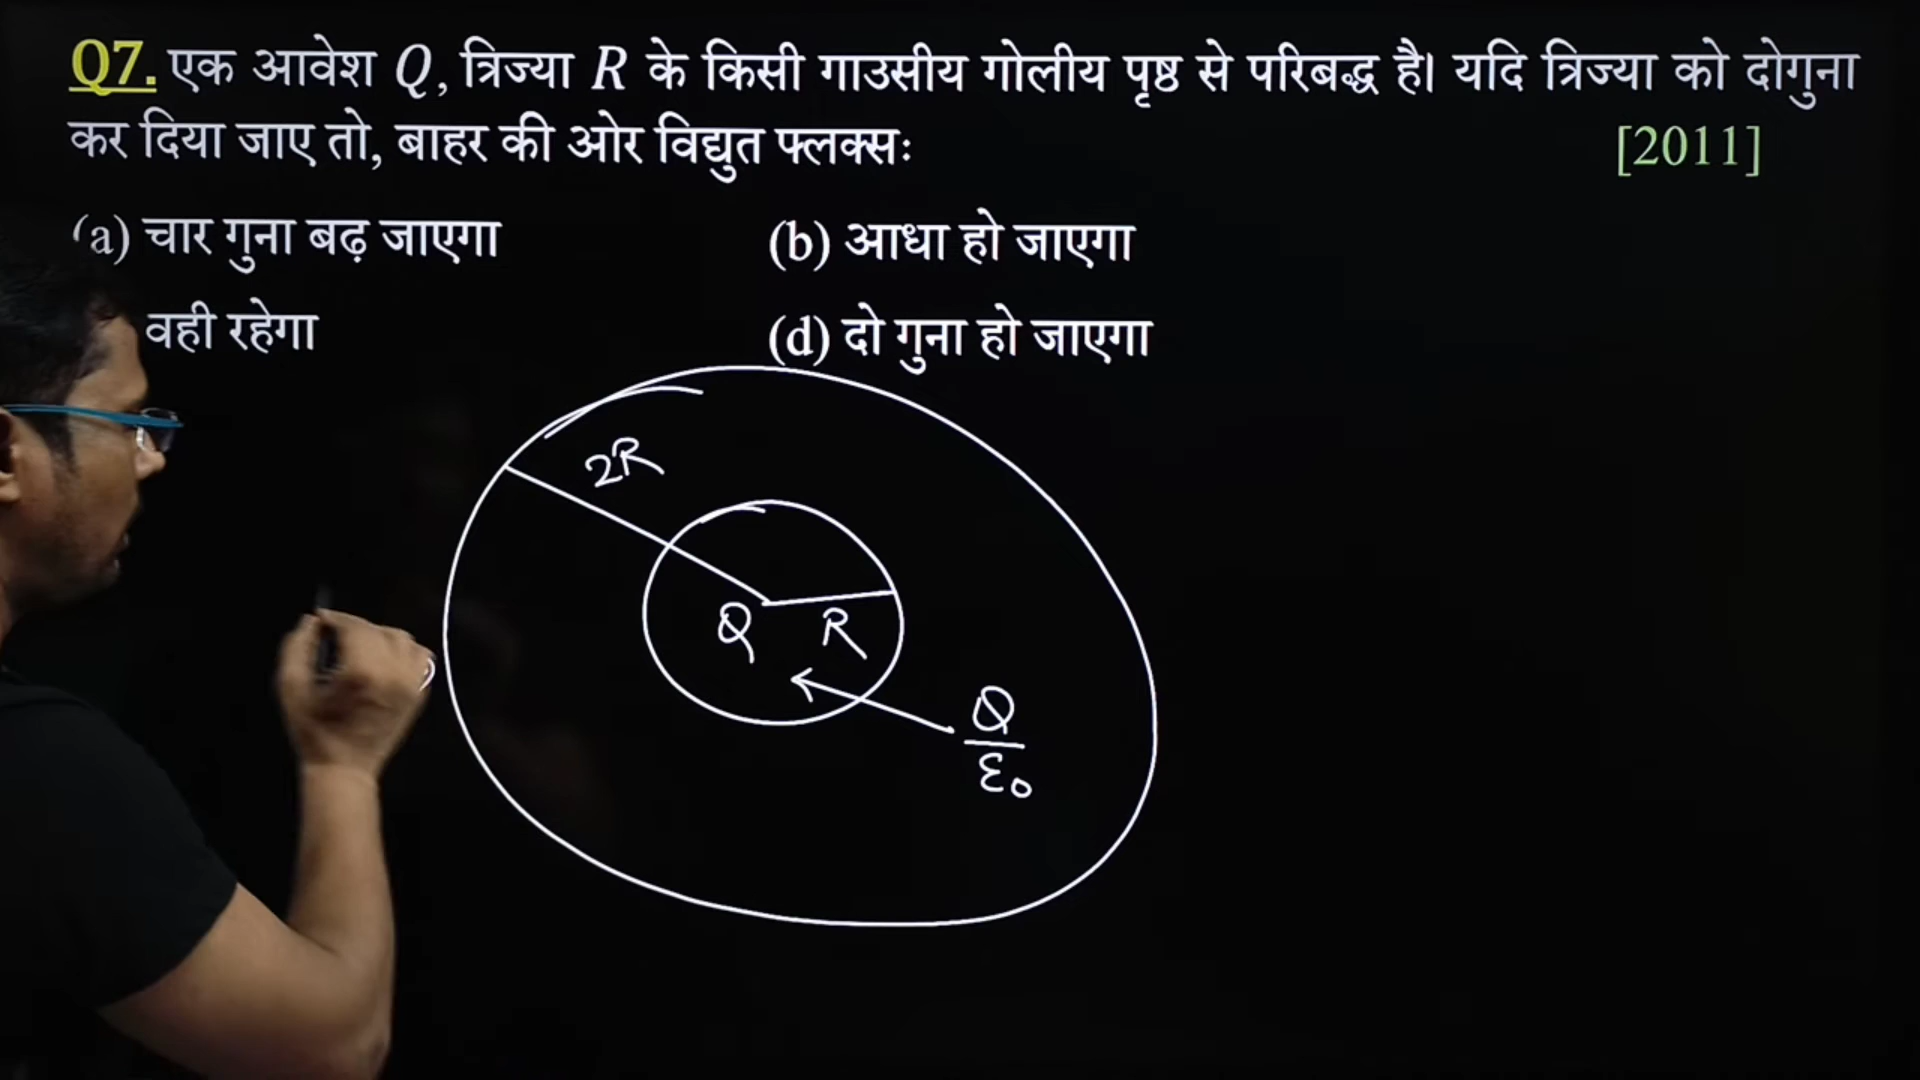 Q7. एक आवेश Q, त्रिज्या R के किसी गाउसीय गोलीय पृष्ठ से परिबद्ध है। यदि त्रिज्या को दोगुना
कर दिया जाए तो, बाहर की ओर विद्युत फ्लक्सः [2011]
(a) चार गुना बढ़ जाएगा (b) आधा हो जाएगा
वही रहेगा (d) दो गुना हो जाएगा
2R
Q R
Q
ε₀